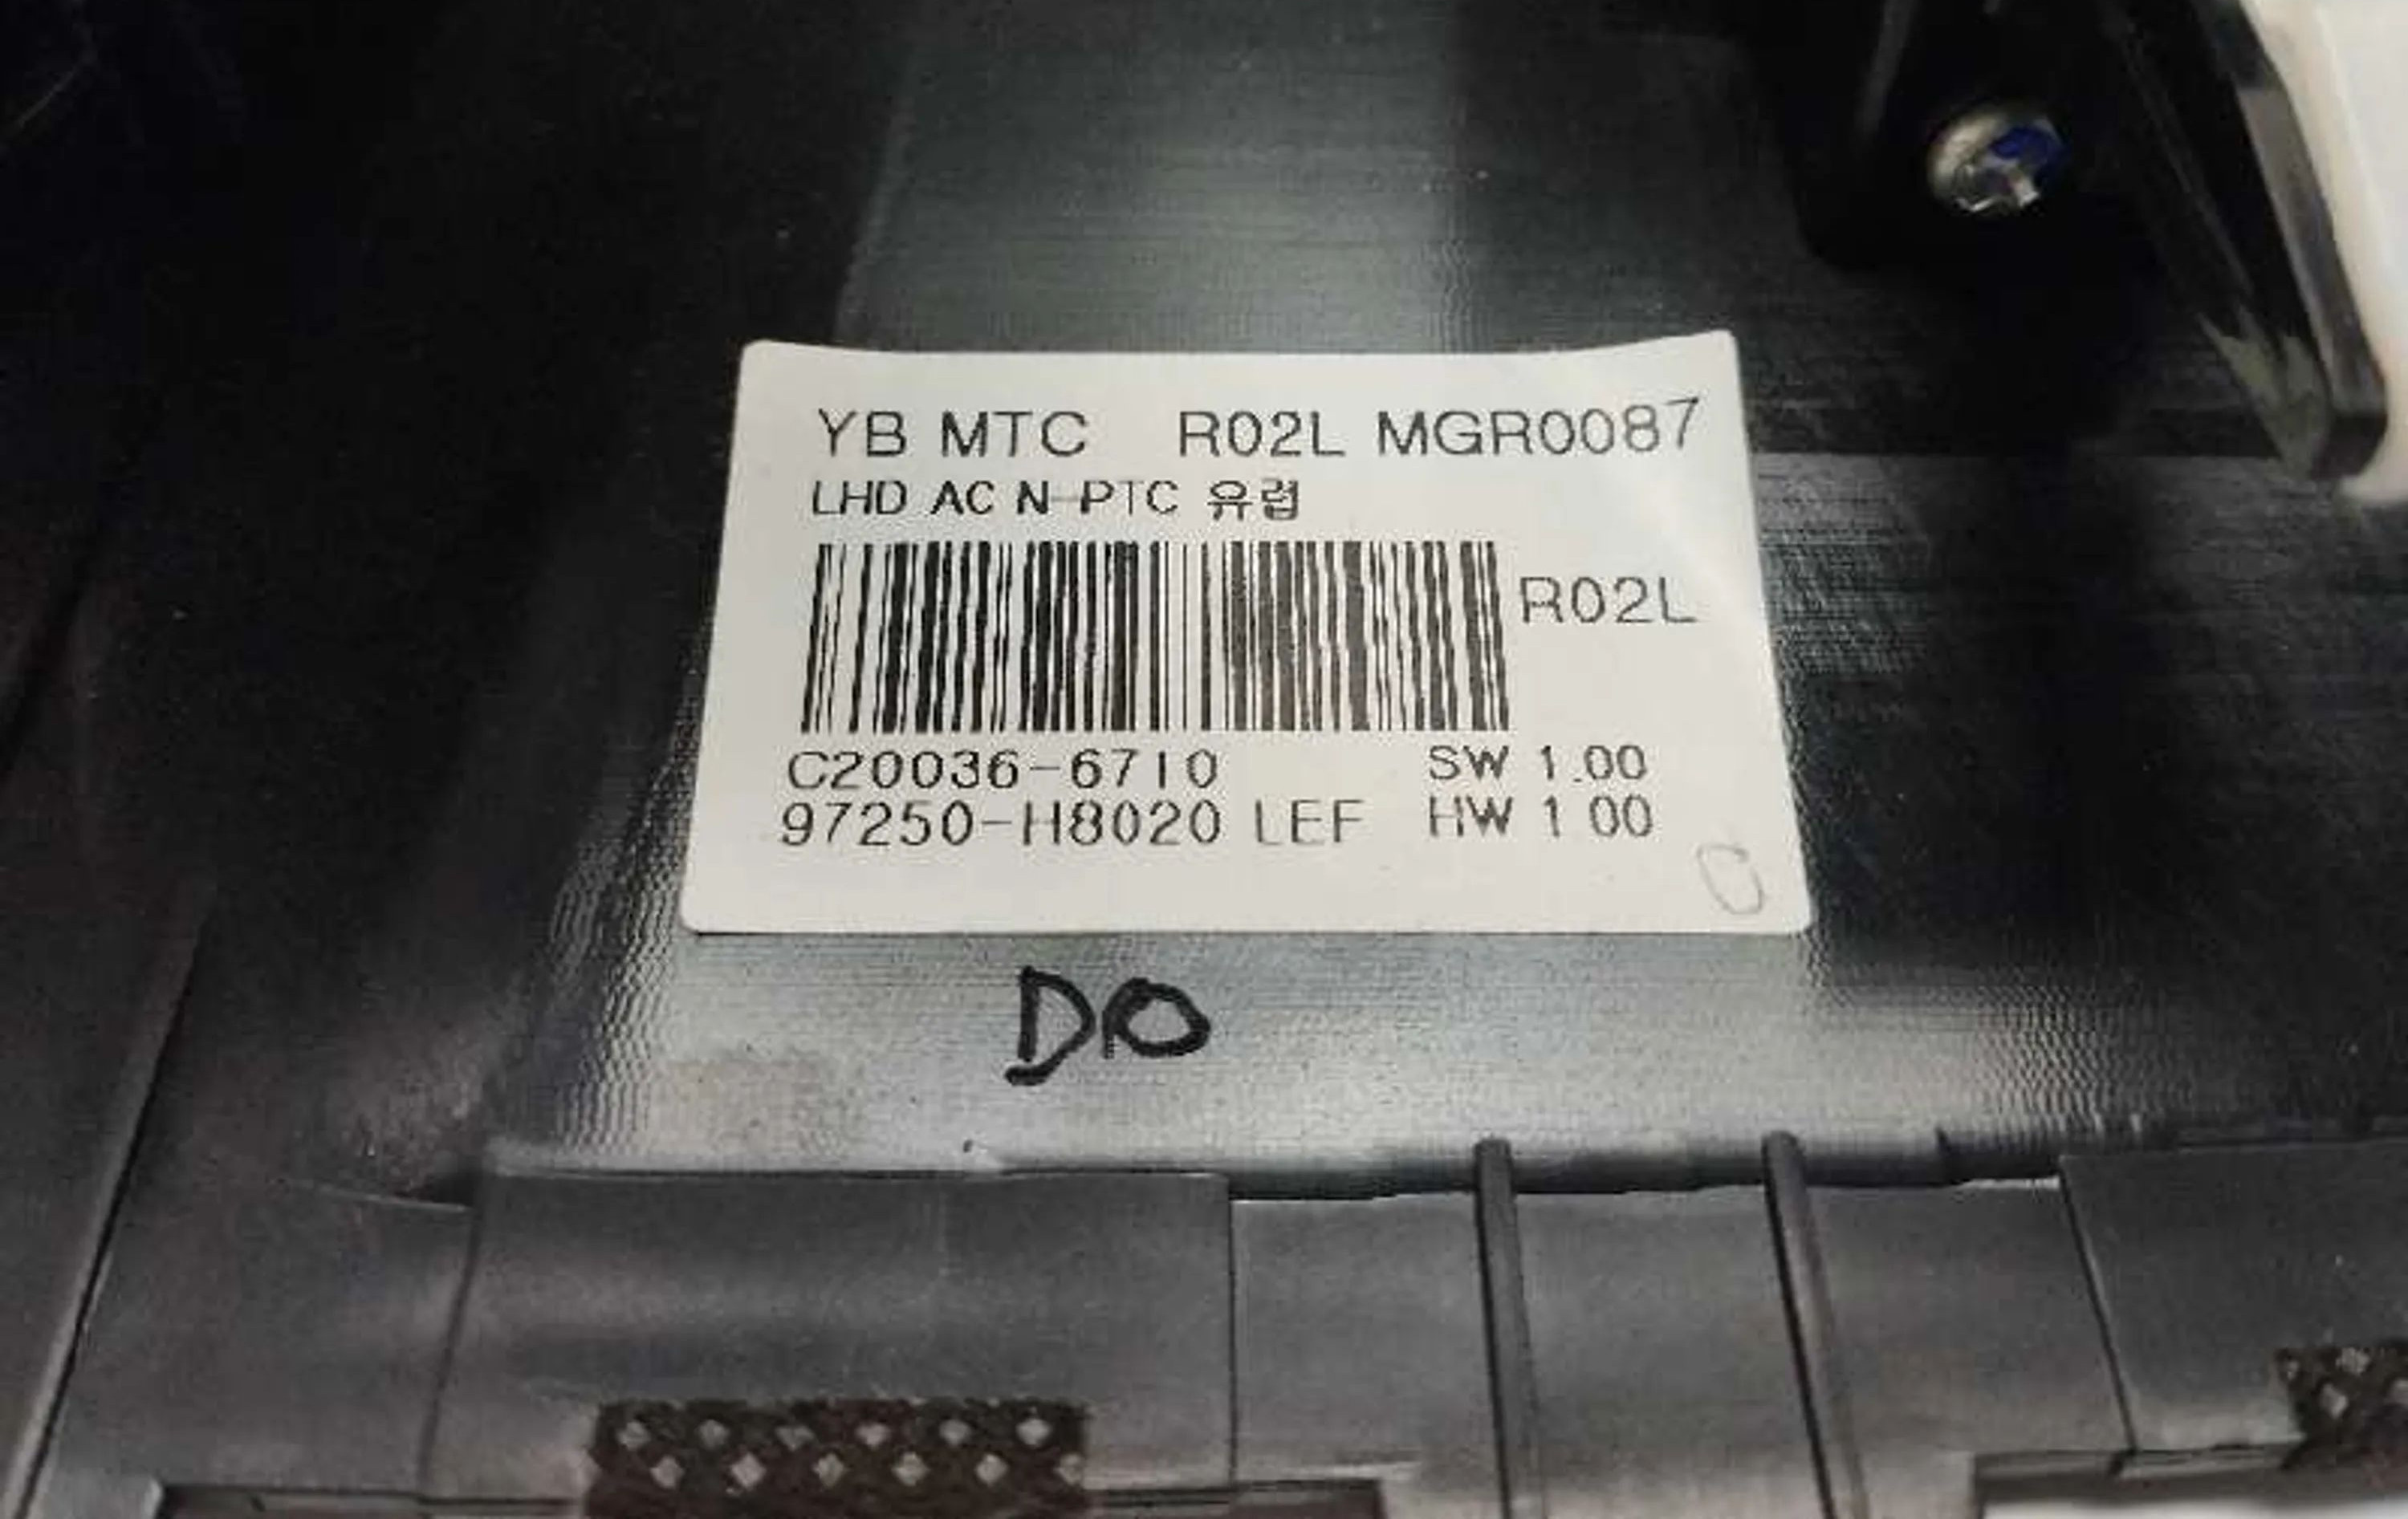 YB MTC R02L MGR0087
LHD AC N-PTC 유럽
R02L
C20036-6710 SW 1.00
97250-H8020 LEF HW 1.00
C
DO